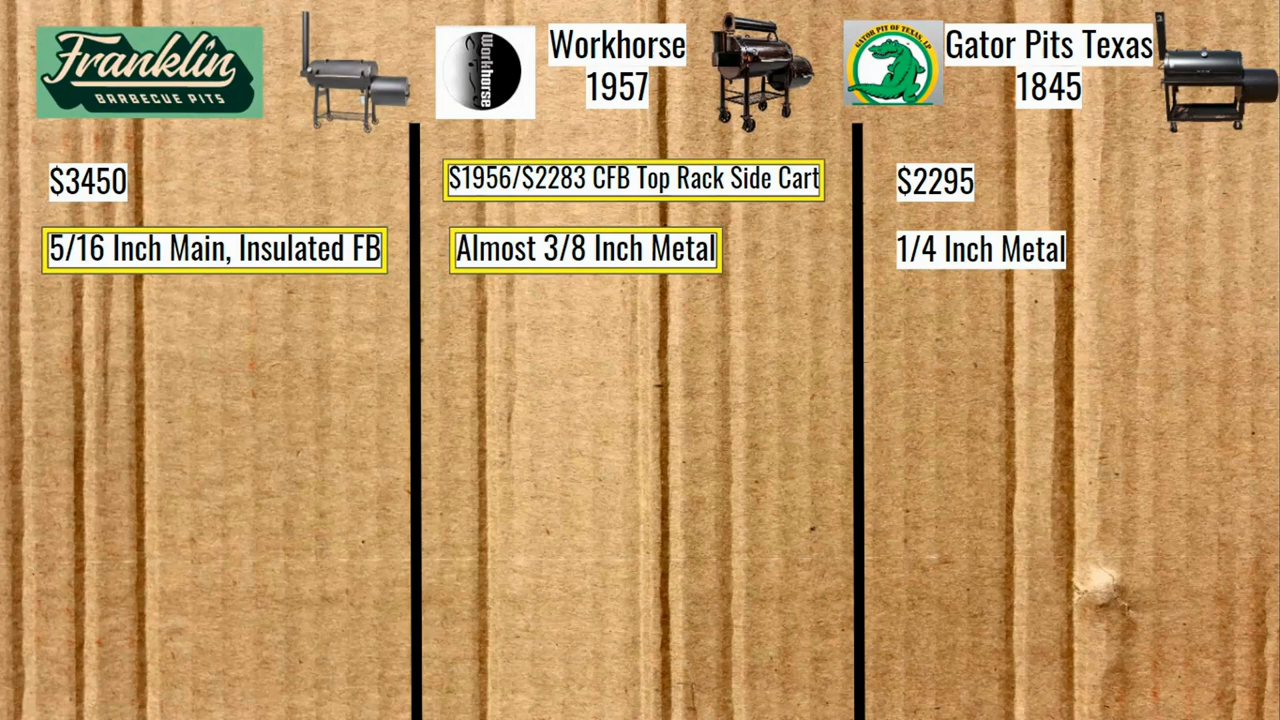 Franklin
BARBECUE PITS
Workhorse
Workhorse
1957
GATOR PIT OF TEXAS, LP
Gator Pits Texas
1845
$3450
$1956/$2283 CFB Top Rack Side Cart
$2295
5/16 Inch Main, Insulated FB
Almost 3/8 Inch Metal
1/4 Inch Metal